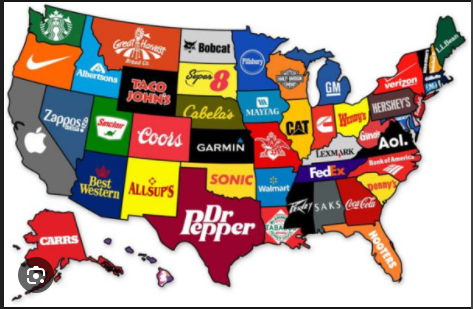 STARBUCKS
Great Harvest
Bread Co.
Bobcat
Pillsbury
L.L.Bean
Albertsons
TACO
JOHN'S
Super 8
HARLEY-DAVIDSON
GM
verizon
Cabela's
MAYTAG
HERSHEY'S
Zappos
Sinclair
Coors
CAT
Wendy's
GARMIN
Aol.
LEXMARK
Bank of America
FedEx
Best
Western
ALLSUP'S
SONIC
Walmart
Denny's
Dr
Pepper
SAKS
Coca-Cola
TABA
CARRS
HOOTERS